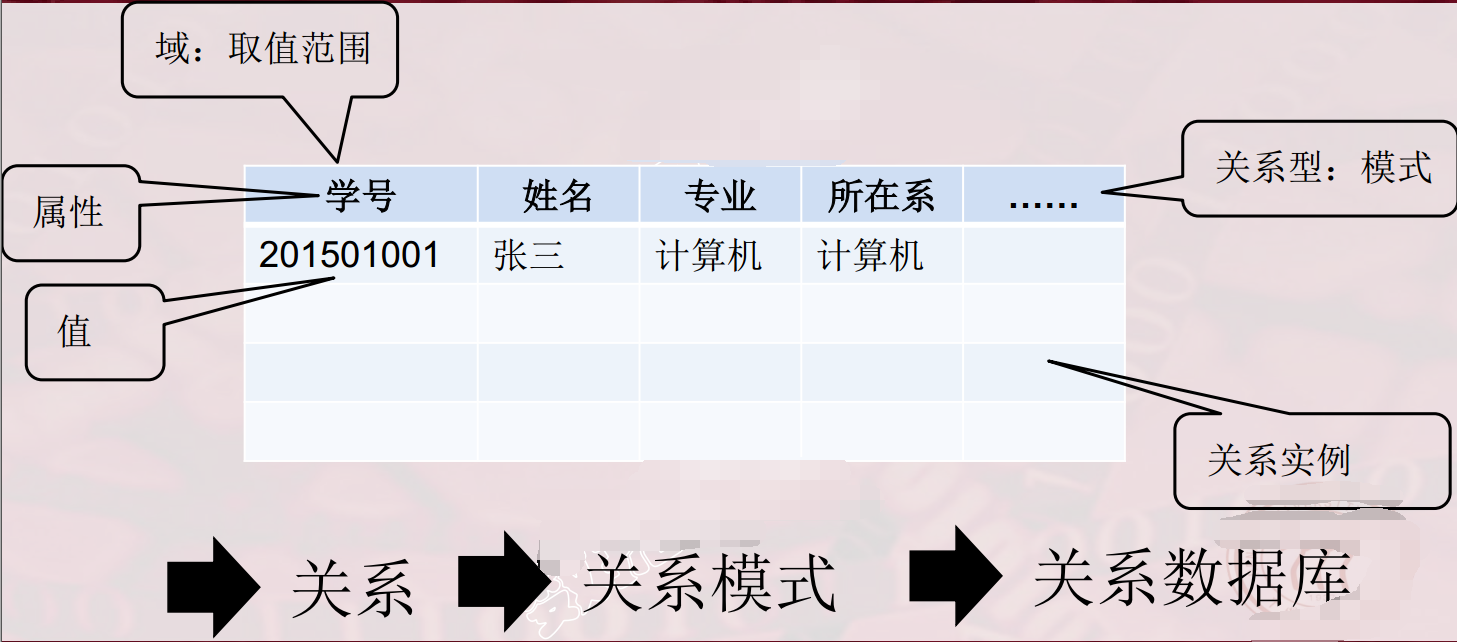 域：取值范围
关系型：模式
属性
学号 姓名 专业 所在系 ......
201501001 张三 计算机 计算机
值
关系实例
关系 关系模式 关系数据库